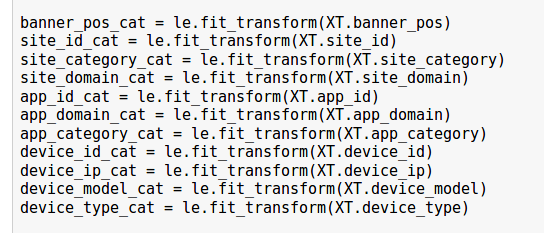 banner_pos_cat = le.fit_transform(XT.banner_pos)
site_id_cat = le.fit_transform(XT.site_id)
site_category_cat = le.fit_transform(XT.site_category)
site_domain_cat = le.fit_transform(XT.site_domain)
app_id_cat = le.fit_transform(XT.app_id)
app_domain_cat = le.fit_transform(XT.app_domain)
app_category_cat = le.fit_transform(XT.app_category)
device_id_cat = le.fit_transform(XT.device_id)
device_ip_cat = le.fit_transform(XT.device_ip)
device_model_cat = le.fit_transform(XT.device_model)
device_type_cat = le.fit_transform(XT.device_type)